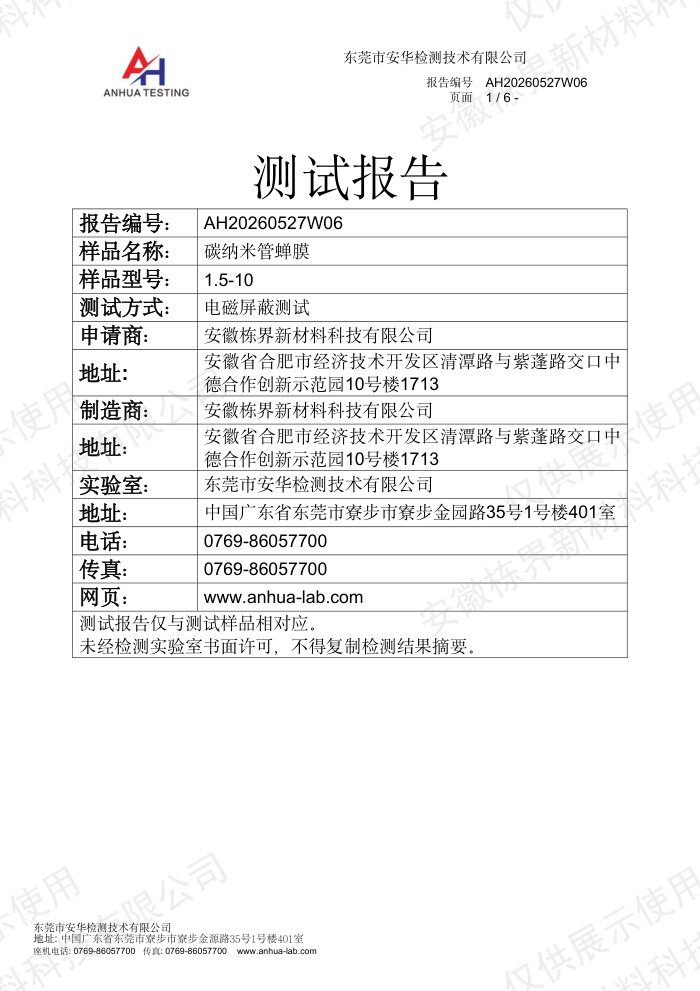 AH
ANHUA TESTING
东莞市安华检测技术有限公司
报告编号 AH20260527W06
页面 1 / 6 -
测试报告
报告编号: AH20260527W06
样品名称: 碳纳米管蝉膜
样品型号: 1.5-10
测试方式: 电磁屏蔽测试
申请商: 安徽栋界新材料科技有限公司
地址: 安徽省合肥市经济技术开发区清潭路与紫蓬路交口中
德合作创新示范园10号楼1713
制造商: 安徽栋界新材料科技有限公司
地址: 安徽省合肥市经济技术开发区清潭路与紫蓬路交口中
德合作创新示范园10号楼1713
实验室: 东莞市安华检测技术有限公司
地址: 中国广东省东莞市寮步市寮步金园路35号1号楼401室
电话: 0769-86057700
传真: 0769-86057700
网页: www.anhua-lab.com
测试报告仅与测试样品相对应。
未经检测实验室书面许可, 不得复制检测结果摘要。
东莞市安华检测技术有限公司
地址: 中国广东省东莞市寮步市寮步金源路35号1号楼401室
座机电话: 0769-86057700 传真: 0769-86057700 www.anhua-lab.com
仅供展示使用
安徽栋界新材料科技有限公司